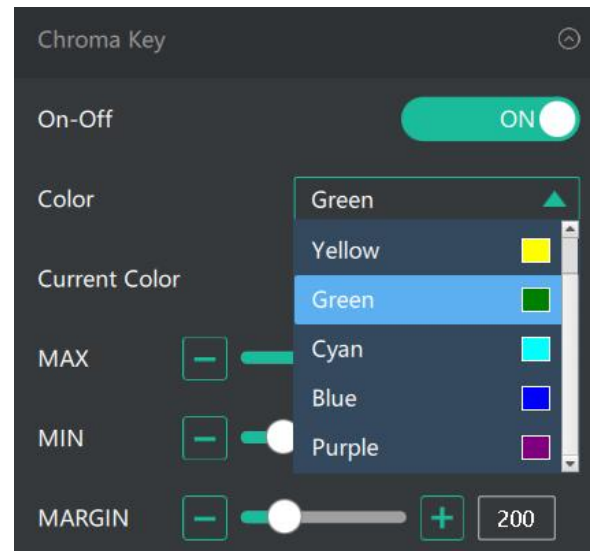 Chroma Key
On-Off ON
Color Green
Yellow
Current Color
Green
MAX
Cyan
Blue
MIN
Purple
MARGIN 200